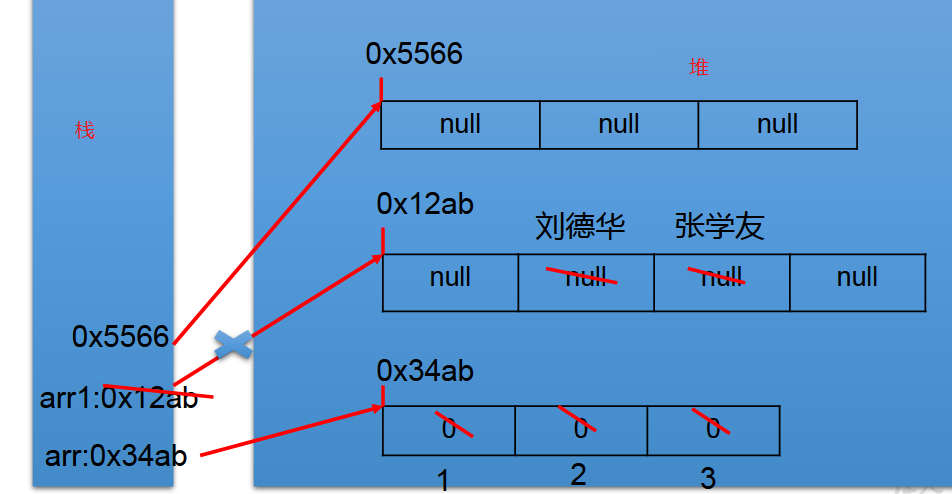 0x5566
堆
null null null
栈
0x12ab
刘德华 张学友
null null null null
0x5566
0x34ab
arr1:0x12ab
arr:0x34ab
0 0 0
1 2 3